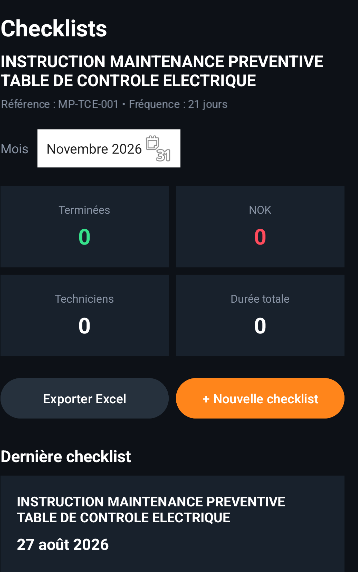 Checklists
INSTRUCTION MAINTENANCE PREVENTIVE
TABLE DE CONTROLE ELECTRIQUE
Référence : MP-TCE-001 • Fréquence : 21 jours
Mois
Novembre 2026
31
Terminées
0
NOK
0
Techniciens
0
Durée totale
0
Exporter Excel
+ Nouvelle checklist
Dernière checklist
INSTRUCTION MAINTENANCE PREVENTIVE
TABLE DE CONTROLE ELECTRIQUE
27 août 2026